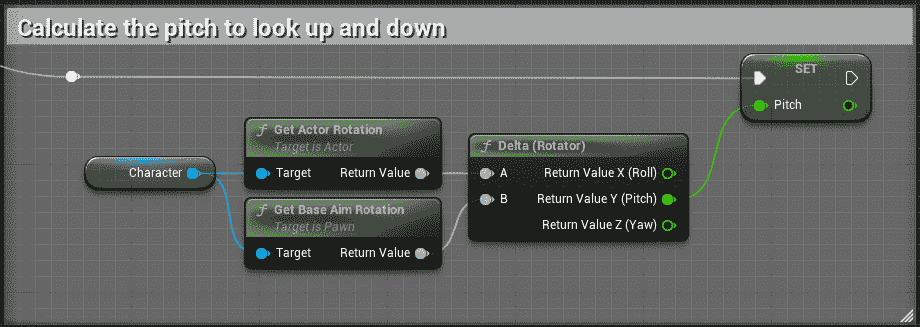 Calculate the pitch to look up and down
SET
Pitch
f Get Actor Rotation
Target is Actor
Target Return Value
Character
f Get Base Aim Rotation
Target is Pawn
Target Return Value
f Delta (Rotator)
A Return Value X (Roll)
B Return Value Y (Pitch)
Return Value Z (Yaw)